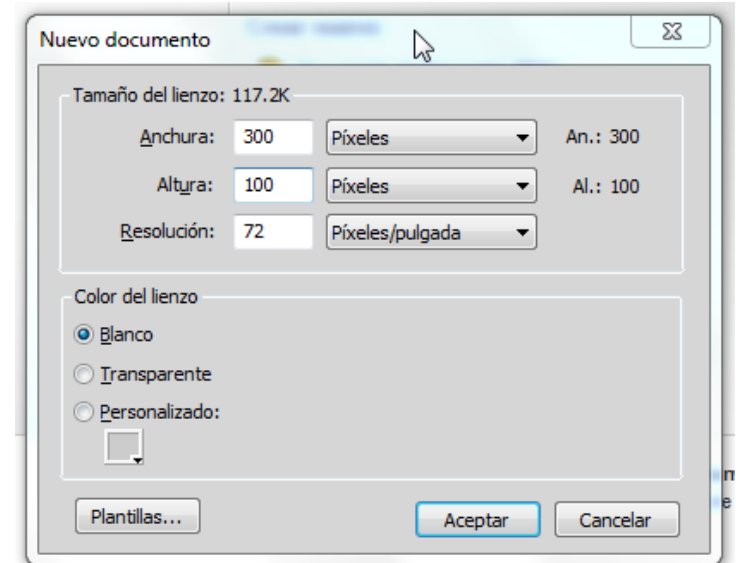 Nuevo documento
Tamaño del lienzo: 117.2K
Anchura: 300 Píxeles An.: 300
Altura: 100 Píxeles Al.: 100
Resolución: 72 Píxeles/pulgada
Color del lienzo
Blanco
Transparente
Personalizado:
Plantillas... Aceptar Cancelar